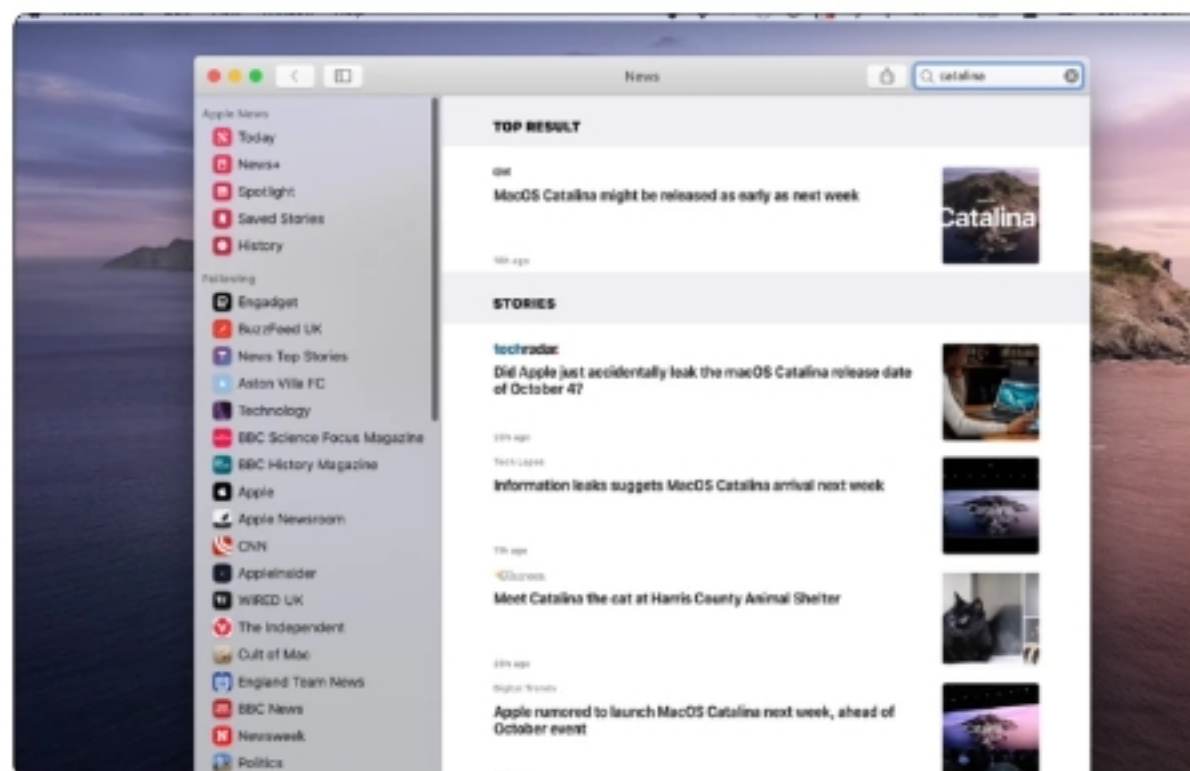 News
catalina
Apple News
Today
News+
Spotlight
Saved Stories
History
Following
Engadget
BuzzFeed UK
News Top Stories
Aston Villa FC
Technology
BBC Science Focus Magazine
BBC History Magazine
Apple
Apple Newsroom
CNN
AppleInsider
WIRED UK
The Independent
Cult of Mac
England Team News
BBC News
Newsweek
Politics
TOP RESULT
MacOS Catalina might be released as early as next week
Catalina
STORIES
techradar
Did Apple just accidentally leak the macOS Catalina release date
of October 4?
Information leaks suggets MacOS Catalina arrival next week
Meet Catalina the cat at Harris County Animal Shelter
Digital Trends
Apple rumored to launch MacOS Catalina next week, ahead of
October event